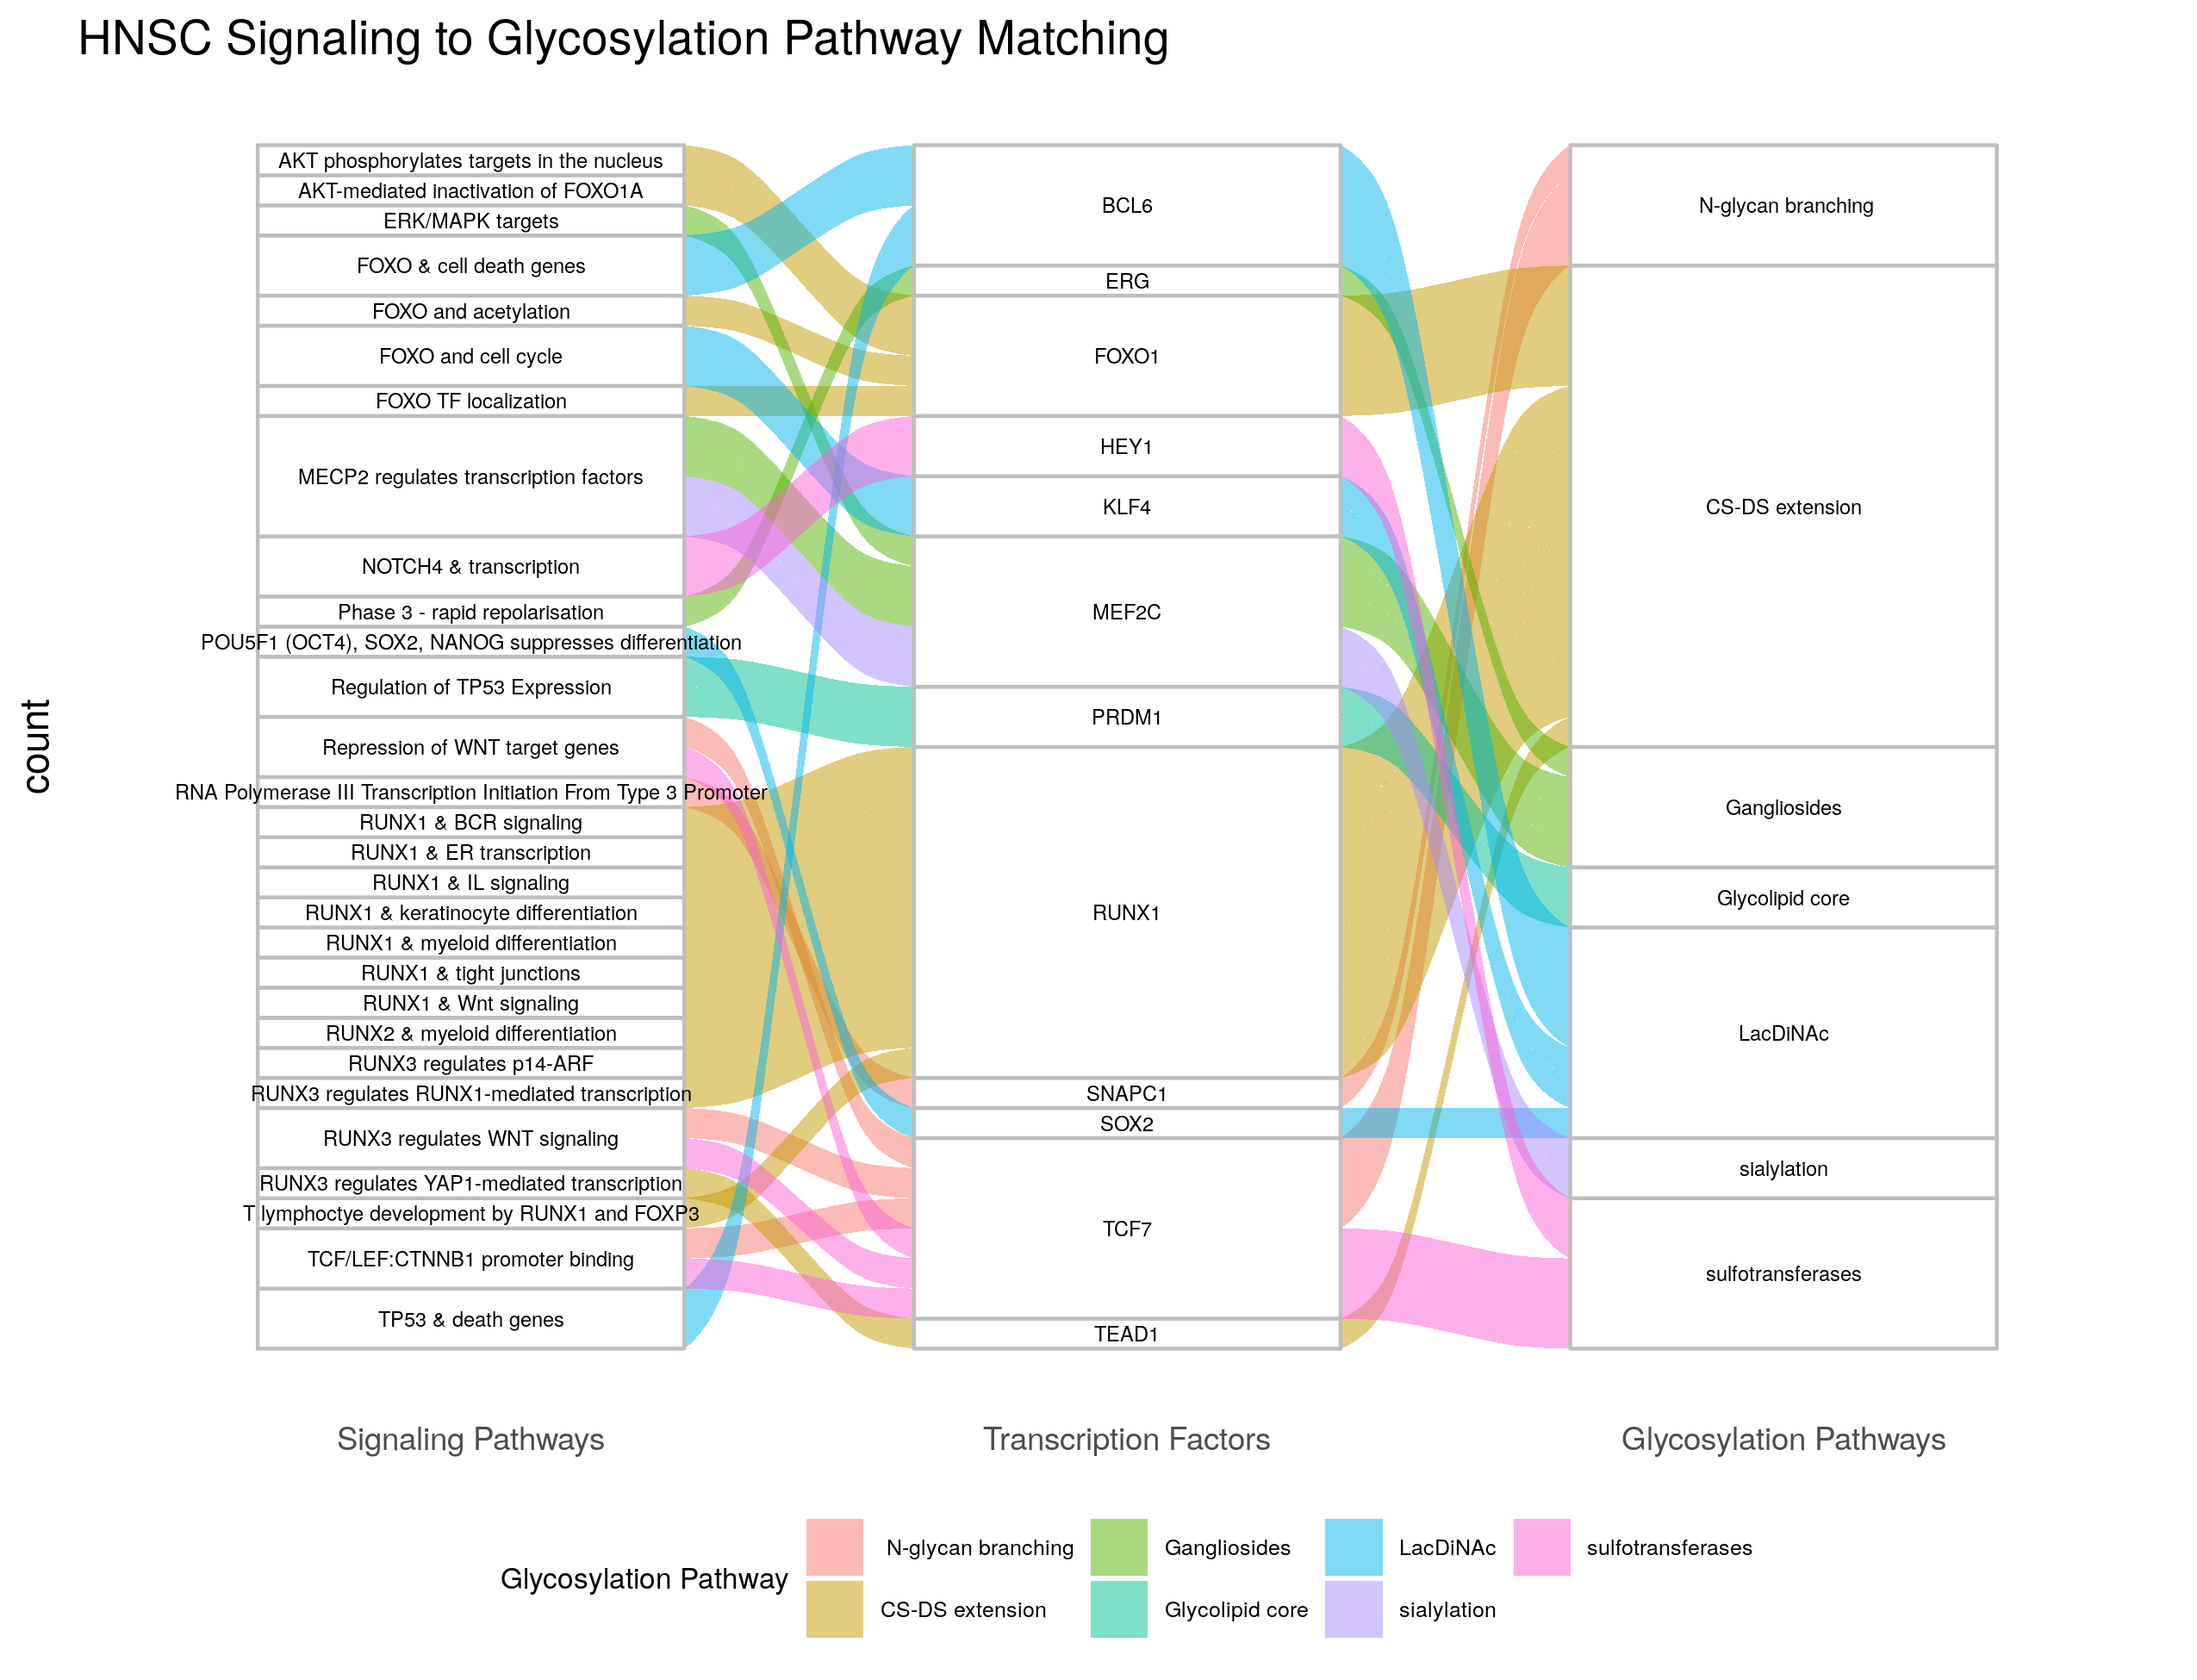 HNSC Signaling to Glycosylation Pathway Matching
count
AKT phosphorylates targets in the nucleus
AKT-mediated inactivation of FOXO1A
ERK/MAPK targets
FOXO & cell death genes
FOXO and acetylation
FOXO and cell cycle
FOXO TF localization
MECP2 regulates transcription factors
NOTCH4 & transcription
Phase 3 - rapid repolarisation
POU5F1 (OCT4), SOX2, NANOG suppresses differentiation
Regulation of TP53 Expression
Repression of WNT target genes
RNA Polymerase III Transcription Initiation From Type 3 Promoter
RUNX1 & BCR signaling
RUNX1 & ER transcription
RUNX1 & IL signaling
RUNX1 & keratinocyte differentiation
RUNX1 & myeloid differentiation
RUNX1 & tight junctions
RUNX1 & Wnt signaling
RUNX2 & myeloid differentiation
RUNX3 regulates p14-ARF
RUNX3 regulates RUNX1-mediated transcription
RUNX3 regulates WNT signaling
RUNX3 regulates YAP1-mediated transcription
T lymphoctye development by RUNX1 and FOXP3
TCF/LEF:CTNNB1 promoter binding
TP53 & death genes
BCL6
ERG
FOXO1
HEY1
KLF4
MEF2C
PRDM1
RUNX1
SNAPC1
SOX2
TCF7
TEAD1
N-glycan branching
CS-DS extension
Gangliosides
Glycolipid core
LacDiNAc
sialylation
sulfotransferases
Signaling Pathways
Transcription Factors
Glycosylation Pathways
Glycosylation Pathway
N-glycan branching
CS-DS extension
Gangliosides
Glycolipid core
LacDiNAc
sialylation
sulfotransferases